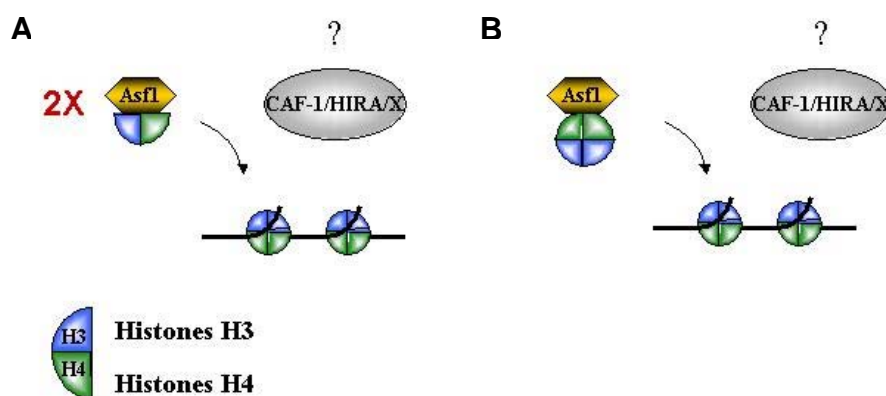 A
B
?
?
2X
Asf1
CAF-1/HIRA/X
Asf1
CAF-1/HIRA/X
H3
Histones H3
H4
Histones H4